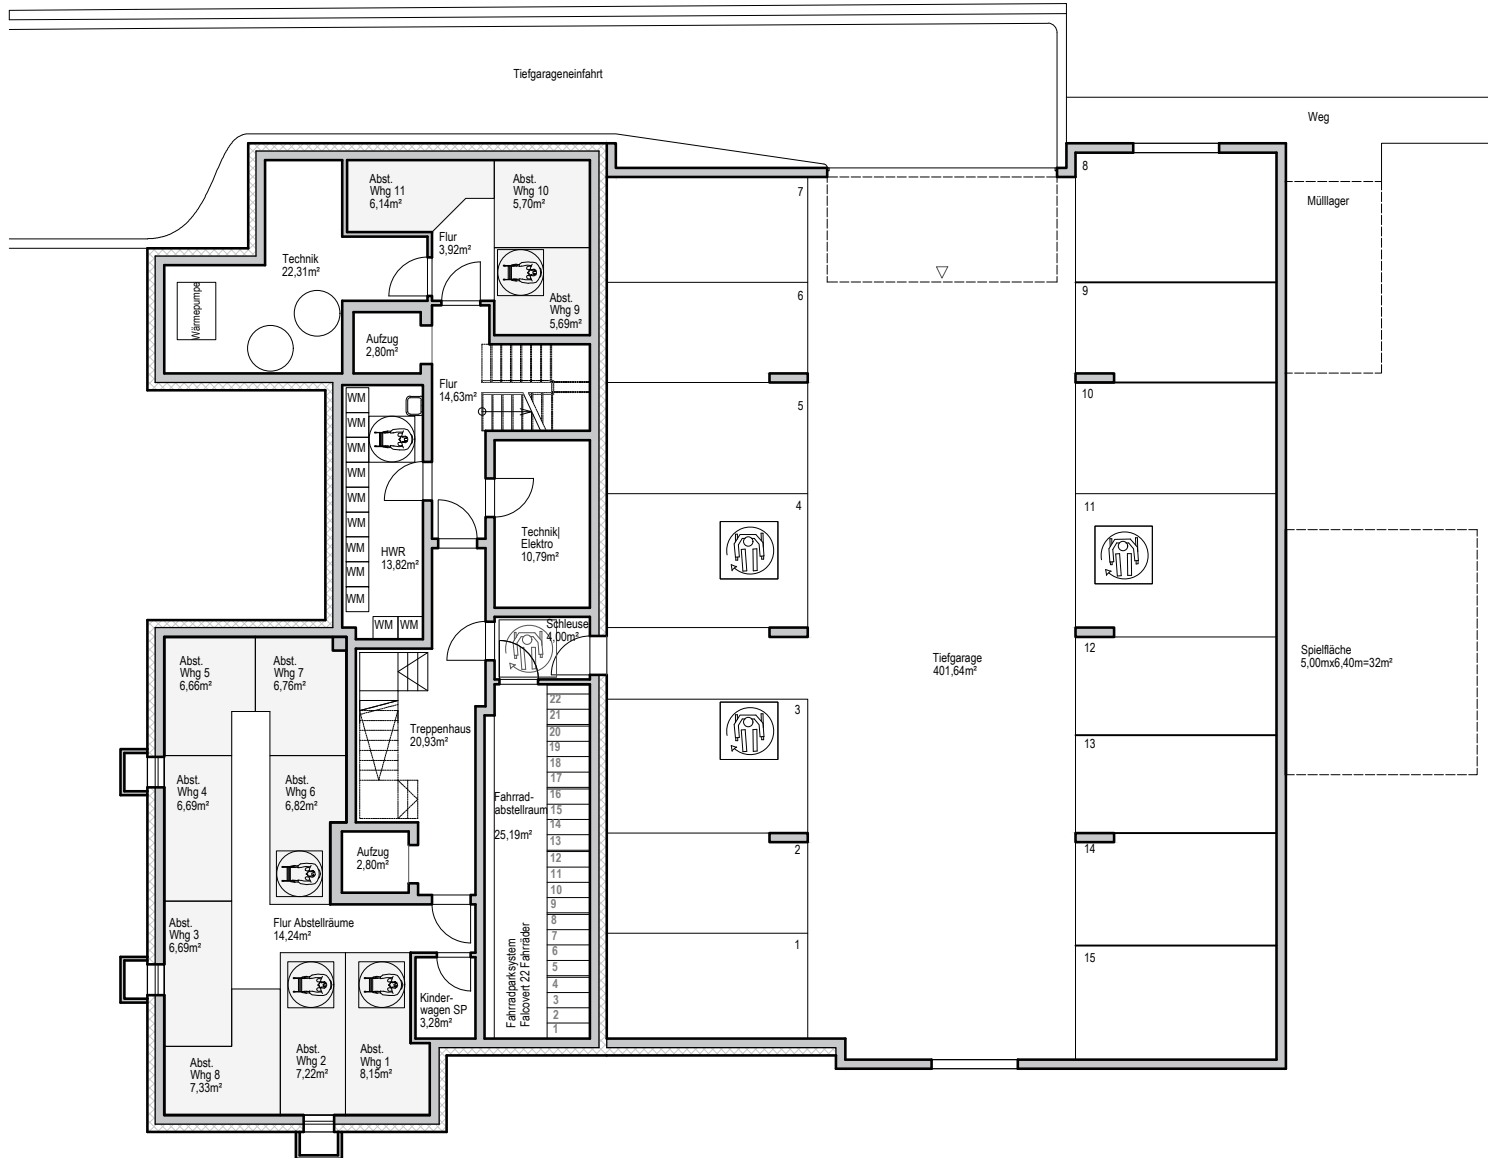 Tiefgarageneinfahrt
Weg
Mülllager
Abst.
Whg 11
6,14m²
Abst.
Whg 10
5,70m²
Flur
3,92m²
Technik
22,31m²
Wärmepumpe
Abst.
Whg 9
5,69m²
Aufzug
2,80m²
Flur
14,63m²
WM
WM
WM
WM
WM
WM
WM
WM
WM
WM
WM
HWR
13,82m²
Technik|
Elektro
10,79m²
Schleuse
4,00m²
Abst.
Whg 5
6,66m²
Abst.
Whg 7
6,76m²
Abst.
Whg 4
6,69m²
Abst.
Whg 6
6,82m²
Treppenhaus
20,93m²
Aufzug
2,80m²
Abst.
Whg 3
6,69m²
Flur Abstellräume
14,24m²
Kinder-
wagen SP
3,28m²
Abst.
Whg 8
7,33m²
Abst.
Whg 2
7,22m²
Abst.
Whg 1
8,15m²
Fahrrad-
abstellraum
25,19m²
Fahrradparksystem
Falcovert 22 Fahrräder
22
21
20
19
18
17
16
15
14
13
12
11
10
9
8
7
6
5
4
3
2
1
7
6
5
4
3
2
1
Tiefgarage
401,64m²
8
9
10
11
12
13
14
15
Spielfläche
5,00mx6,40m=32m²